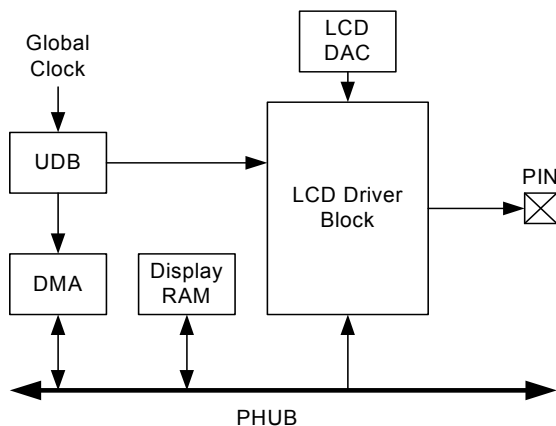 LCD
DAC
Global
Clock
UDB
LCD Driver
Block
PIN
DMA
Display
RAM
PHUB